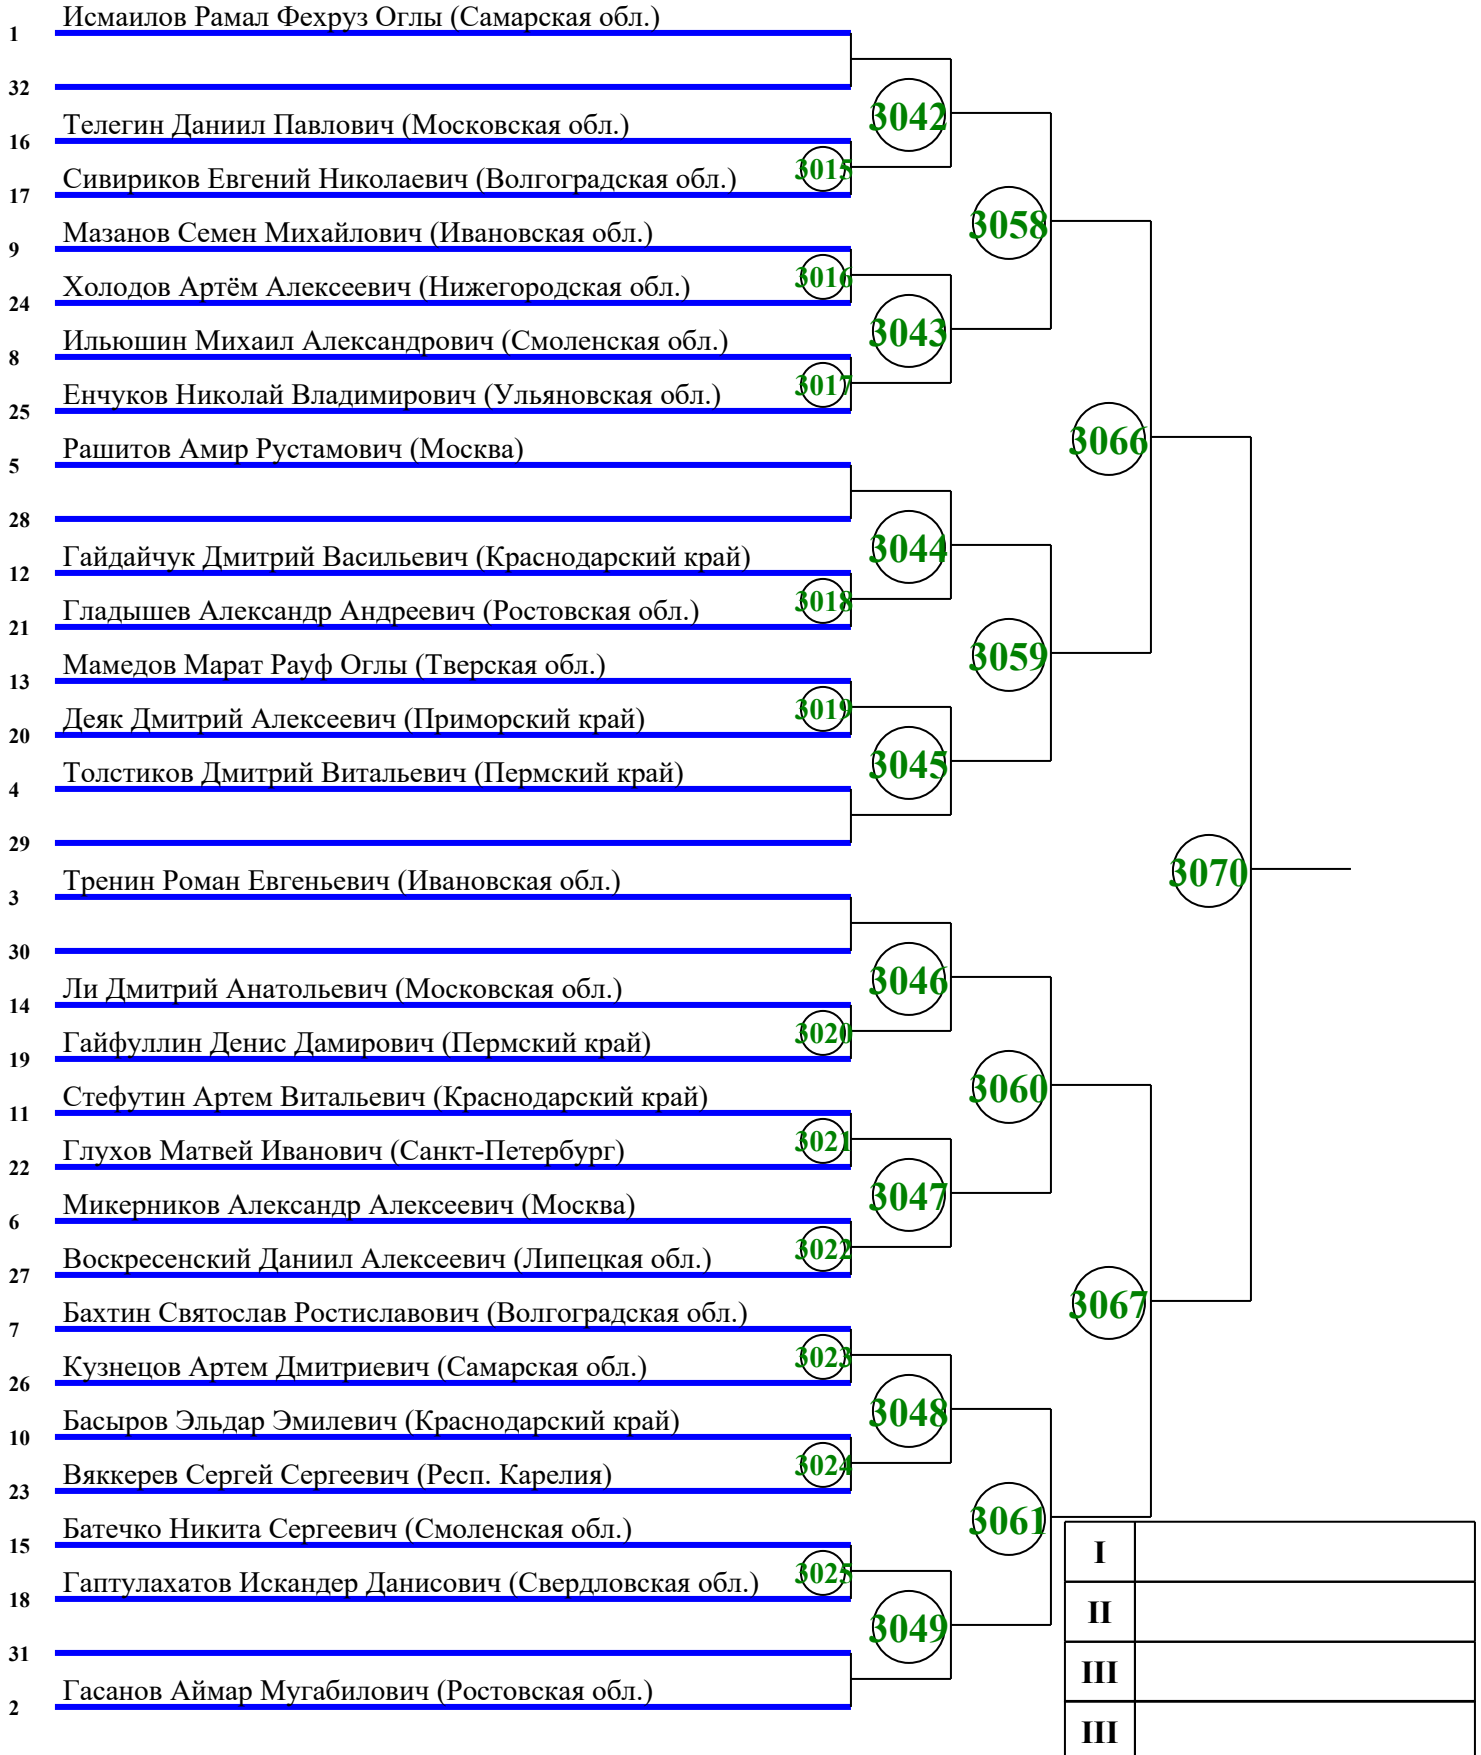 Исмаилов Рамал Фехруз Оглы (Самарская обл.)
1
32
3042
Телегин Даниил Павлович (Московская обл.)
16
3015
Сивириков Евгений Николаевич (Волгоградская обл.)
17
3058
Мазанов Семен Михайлович (Ивановская обл.)
9
3016
Холодов Артём Алексеевич (Нижегородская обл.)
24
3043
Ильюшин Михаил Александрович (Смоленская обл.)
8
3017
Енчуков Николай Владимирович (Ульяновская обл.)
25
3066
Рашитов Амир Рустамович (Москва)
5
28
3044
Гайдайчук Дмитрий Васильевич (Краснодарский край)
12
3018
Гладышев Александр Андреевич (Ростовская обл.)
21
3059
Мамедов Марат Рауф Оглы (Тверская обл.)
13
3019
Деяк Дмитрий Алексеевич (Приморский край)
20
3045
Толстиков Дмитрий Витальевич (Пермский край)
4
29
3070
Тренин Роман Евгеньевич (Ивановская обл.)
3
30
3046
Ли Дмитрий Анатольевич (Московская обл.)
14
3020
Гайфуллин Денис Дамирович (Пермский край)
19
3060
Стефутин Артем Витальевич (Краснодарский край)
11
3021
Глухов Матвей Иванович (Санкт-Петербург)
22
3047
Микерников Александр Алексеевич (Москва)
6
3022
Воскресенский Даниил Алексеевич (Липецкая обл.)
27
3067
Бахтин Святослав Ростиславович (Волгоградская обл.)
7
3023
Кузнецов Артем Дмитриевич (Самарская обл.)
26
3048
Басыров Эльдар Эмилевич (Краснодарский край)
10
3024
Вяккерев Сергей Сергеевич (Респ. Карелия)
23
3061
Батечко Никита Сергеевич (Смоленская обл.)
15
I
3025
Гаптулахатов Искандер Данисович (Свердловская обл.)
18
II
3049
31
III
Гасанов Аймар Мугабилович (Ростовская обл.)
2
III